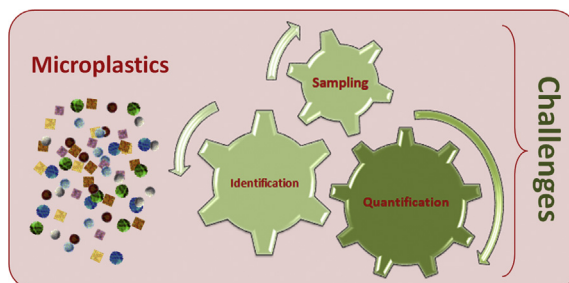 Microplastics
Sampling
Identification
Quantification
Challenges